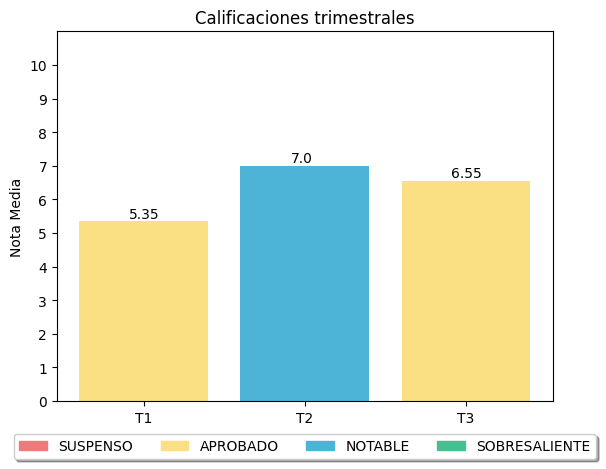 Calificaciones trimestrales
Nota Media
10
9
8
7
6
5
4
3
2
1
0
5.35
7.0
6.55
T1
T2
T3
SUSPENSO
APROBADO
NOTABLE
SOBRESALIENTE